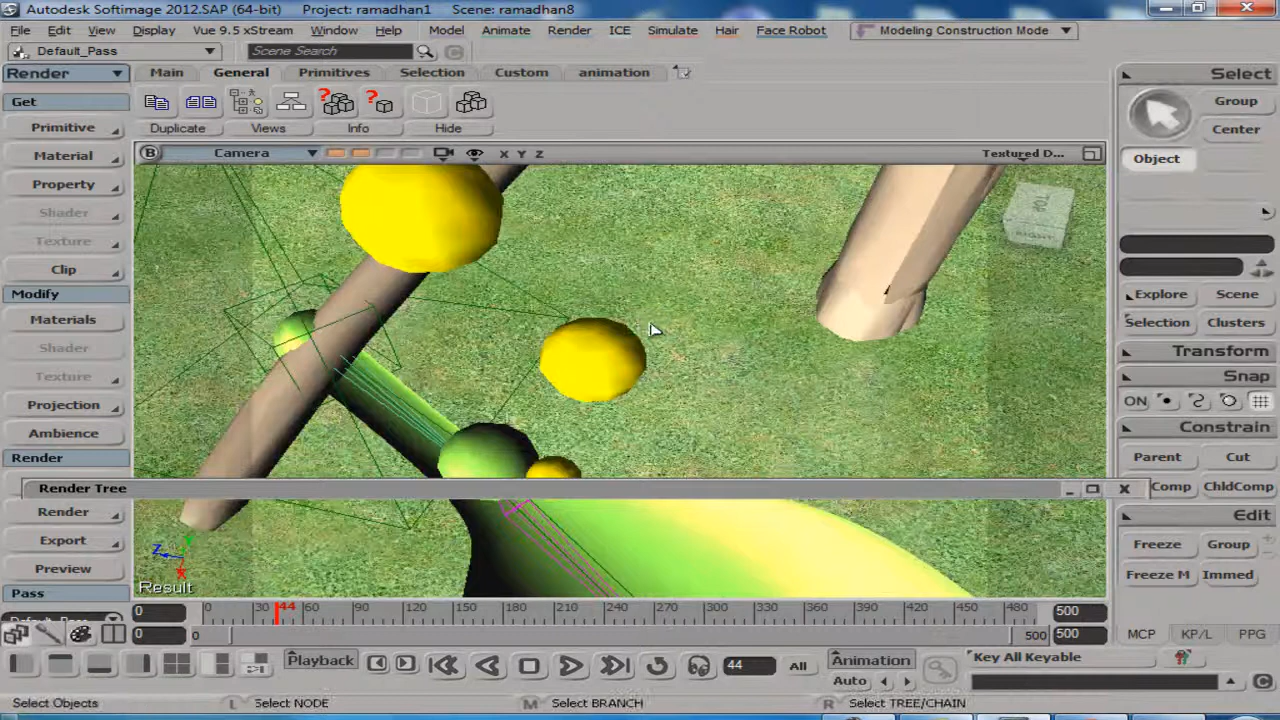 Autodesk Softimage 2012.SAP (64-bit) Project: ramadhan1 Scene: ramadhan8
File Edit View Display Vue 9.5 xStream Window Help Model Animate Render ICE Simulate Hair Face Robot Modeling Construction Mode
Default_Pass Scene Search
Render Main General Primitives Selection Custom animation Select
Get Group
Primitive Duplicate Views Info Hide Center
Material B Camera X Y Z Textured D... Object
Property
Shader TOP
Texture
Clip
Modify Explore Scene
Materials Selection Clusters
Shader Transform
Texture Snap
Projection ON
Ambience Constrain
Render Parent Cut
Render Tree Comp ChldComp
Render Edit
Export Freeze Group
Preview Freeze M Immed
Z Y X
Result
Pass
Default_Pass 0 0 30 44 60 90 120 150 180 210 240 270 300 330 360 390 420 450 480 500
0 0 500 500 MCP KP/L PPG
Playback 44 All Animation Key All Keyable
Auto
Select Objects L Select NODE M Select BRANCH R Select TREE/CHAIN